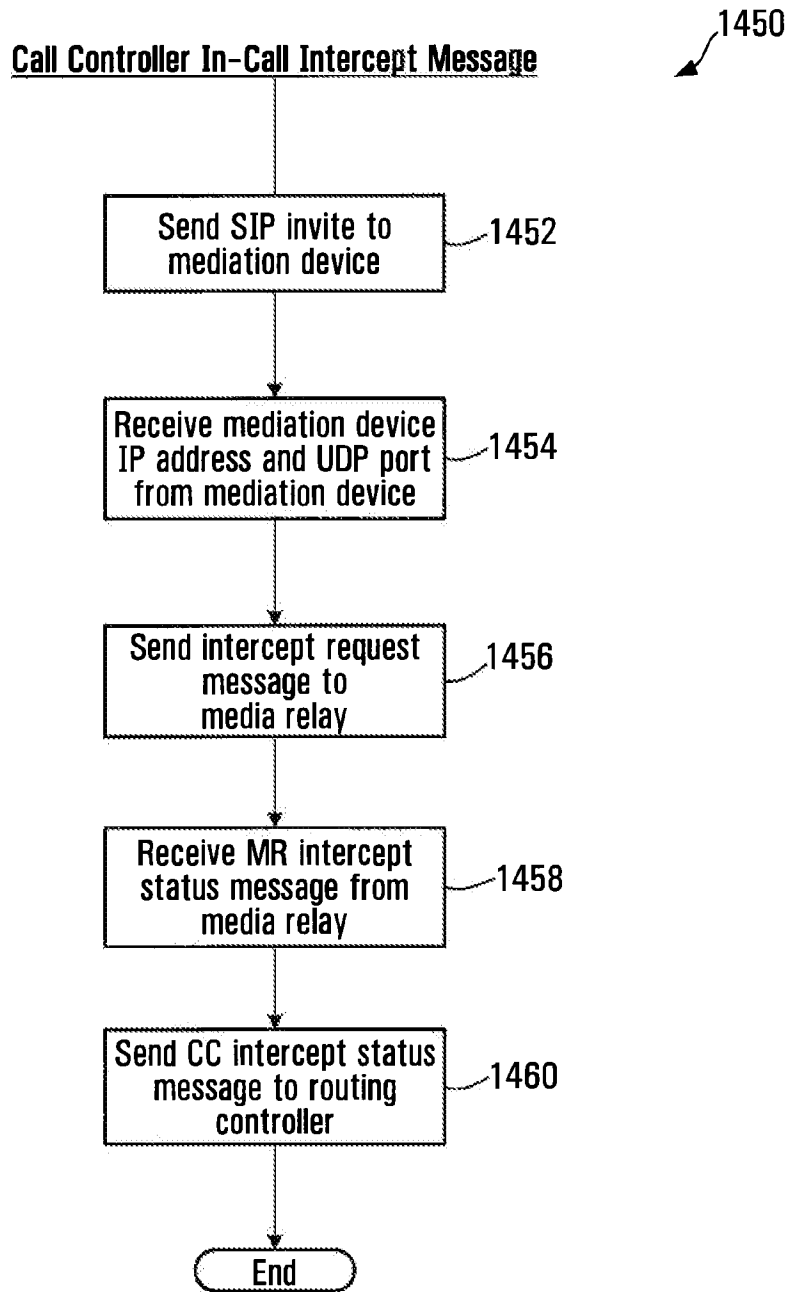 1450
Call Controller In-Call Intercept Message
Send SIP invite to
mediation device
1452
Receive mediation device
IP address and UDP port
from mediation device
1454
Send intercept request
message to
media relay
1456
Receive MR intercept
status message from
media relay
1458
Send CC intercept status
message to routing
controller
1460
End